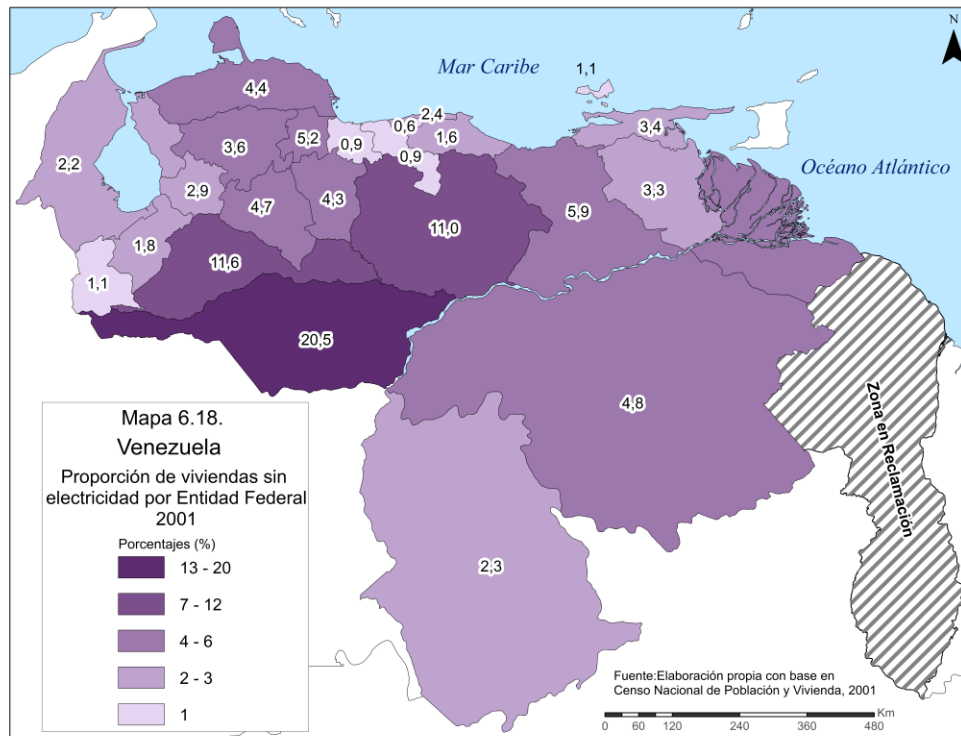 N
Mar Caribe
1,1
4,4
2,4
0,6
3,4
5,2
0,9
1,6
3,6
Océano Atlántico
2,2
0,9
2,9
3,3
4,7
4,3
5,9
11,0
1,8
11,6
1,1
20,5
4,8
Zona en Reclamación
2,3
Mapa 6.18.
Venezuela
Proporción de viviendas sin
electricidad por Entidad Federal
2001
Porcentajes (%)
13 - 20
7 - 12
4 - 6
2 - 3
1
Fuente:Elaboración propia con base en
Censo Nacional de Población y Vivienda, 2001
Km
0 30 60 120 240 360 480